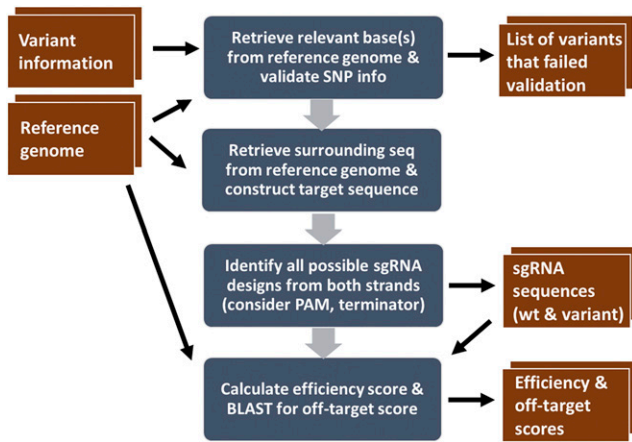 Variant
information
Retrieve relevant base(s)
from reference genome &
validate SNP info
List of variants
that failed
validation
Reference
genome
Retrieve surrounding seq
from reference genome &
construct target sequence
Identify all possible sgRNA
designs from both strands
(consider PAM, terminator)
sgRNA
sequences
(wt & variant)
Calculate efficiency score &
BLAST for off-target score
Efficiency &
off-target
scores